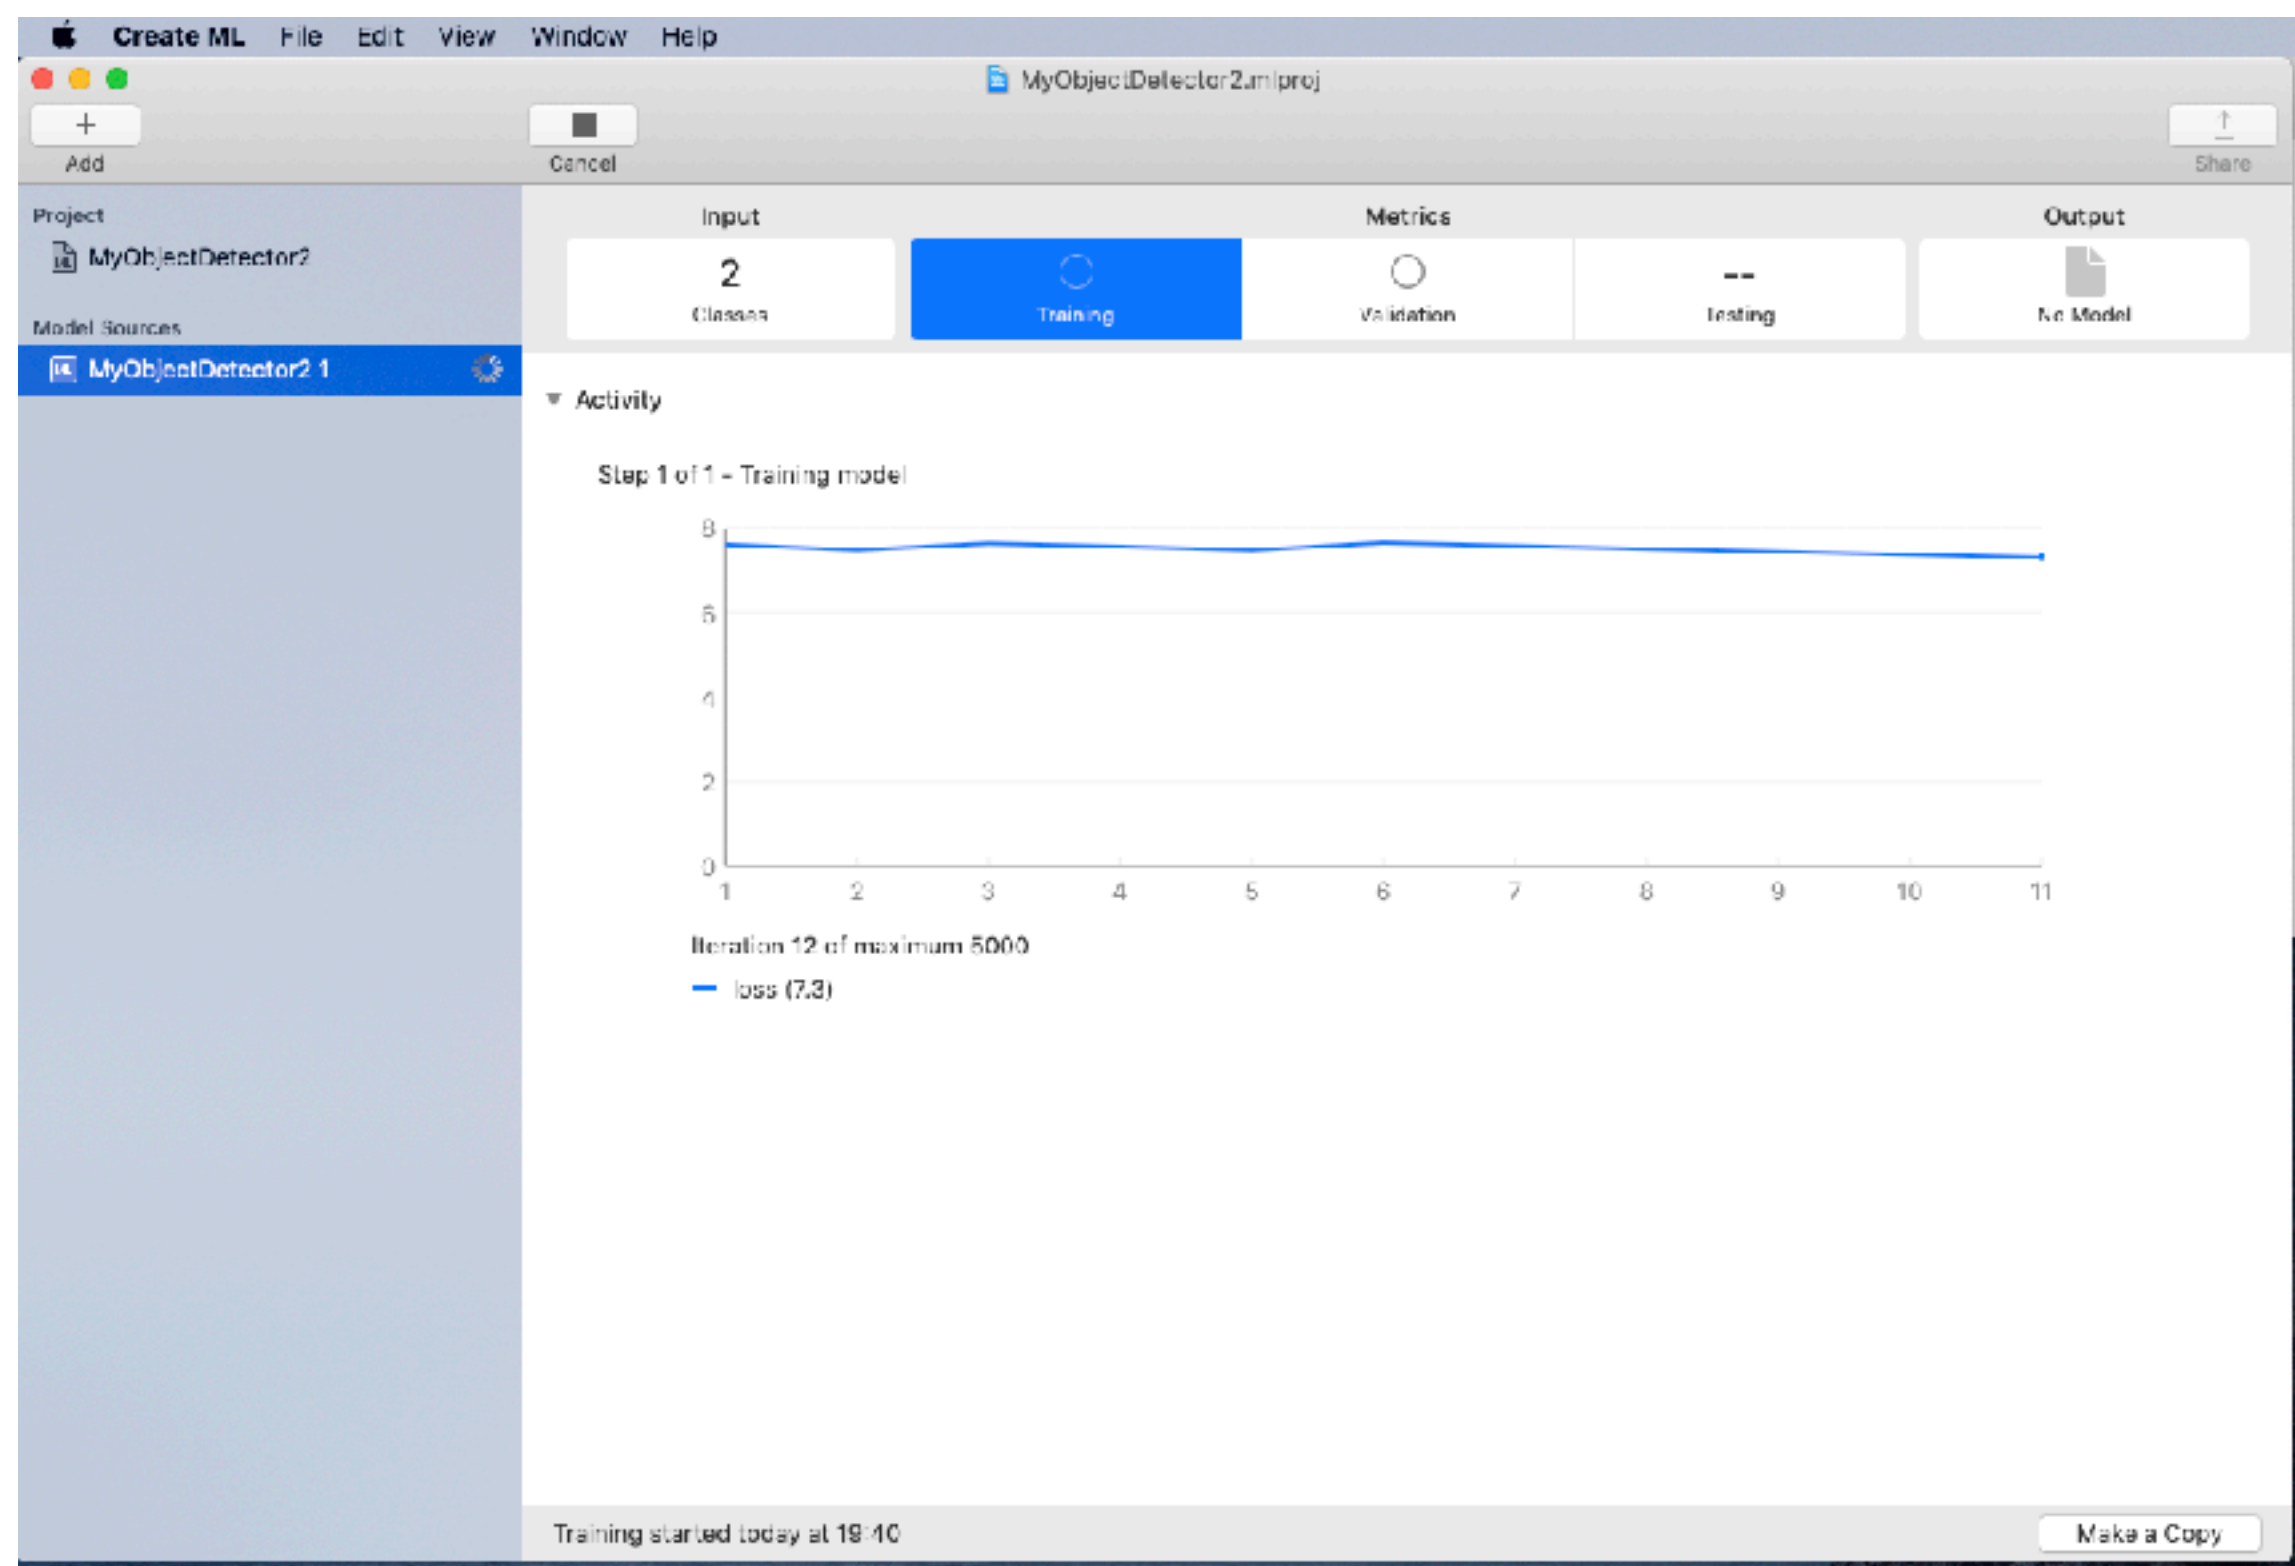 Create ML File Edit View Window Help
MyObjectDetector2.mlproj
+
Add
Cancel
Share
Project
MyObjectDetector2
Model Sources
MyObjectDetector2 1
Input
Metrics
Output
2
Classes
Training
Validation
--
Testing
No Model
Activity
Step 1 of 1 – Training model
8
6
4
2
0
1 2 3 4 5 6 7 8 9 10 11
Iteration 12 of maximum 5000
loss (7.3)
Training started today at 19:40
Make a Copy